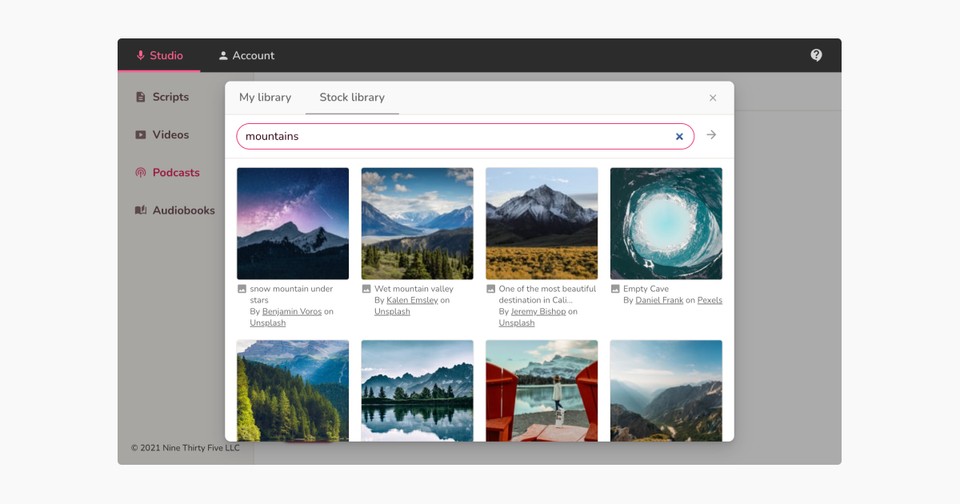 Studio
Account
Scripts
Videos
Podcasts
Audiobooks
© 2021 Nine Thirty Five LLC
My library
Stock library
×
mountains
snow mountain under
stars
By Benjamin Voros on
Unsplash
Wet mountain valley
By Kalen Emsley on
Unsplash
One of the most beautiful
destination in Cali...
By Jeremy Bishop on
Unsplash
Empty Cave
By Daniel Frank on Pexels